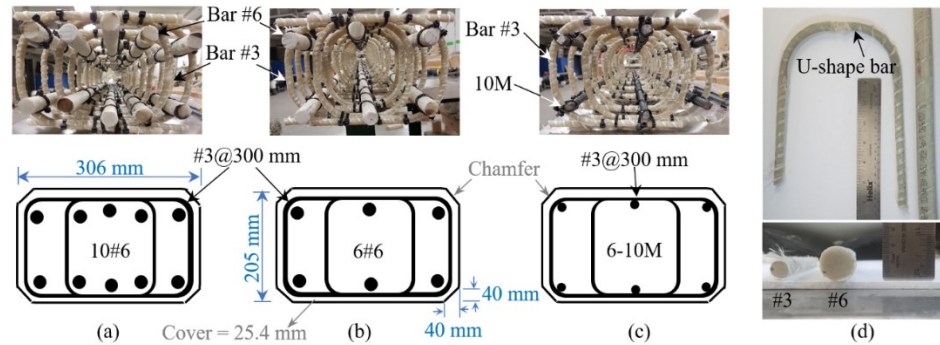 Bar #6
Bar #3
Bar #3
10M
U-shape bar
306 mm
#3@300 mm
#3@300 mm
Chamfer
205 mm
10#6
6#6
6-10M
40 mm
40 mm
Cover = 25.4 mm
#3
#6
(a)
(b)
(c)
(d)